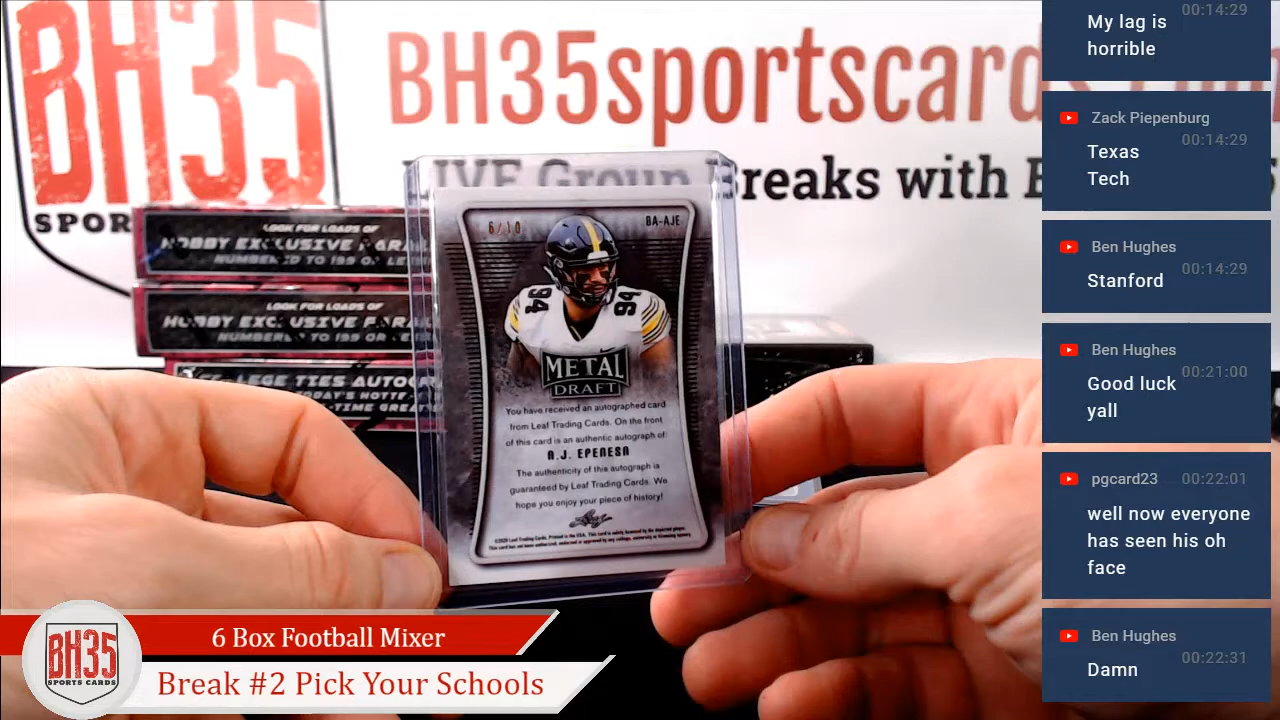 BH35
SPOR
BH35sportscard
LIVE Group Breaks with B
LOOK FOR LOADS OF
HOBBY EXCLUSIVE PARAL
NUMBERED TO 199 OR LE
LOOK FOR LOADS OF
HOBBY EXCLUSIVE PARAL
NUMBERED TO 199 OR LE
6/10
BA-AJE
94
94
METAL
DRAFT
You have received an autographed card
from Leaf Trading Cards. On the front
of this card is an authentic autograph of:
A.J. EPENESA
The authenticity of this autograph is
guaranteed by Leaf Trading Cards. We
hope you enjoy your piece of history!
Leaf
6 Box Football Mixer
Break #2 Pick Your Schools
BH35
SPORTS CARDS
00:14:29
My lag is
horrible
Zack Piepenburg
00:14:29
Texas
Tech
Ben Hughes
00:14:29
Stanford
Ben Hughes
00:21:00
Good luck
yall
pgcard23
00:22:01
well now everyone
has seen his oh
face
Ben Hughes
00:22:31
Damn